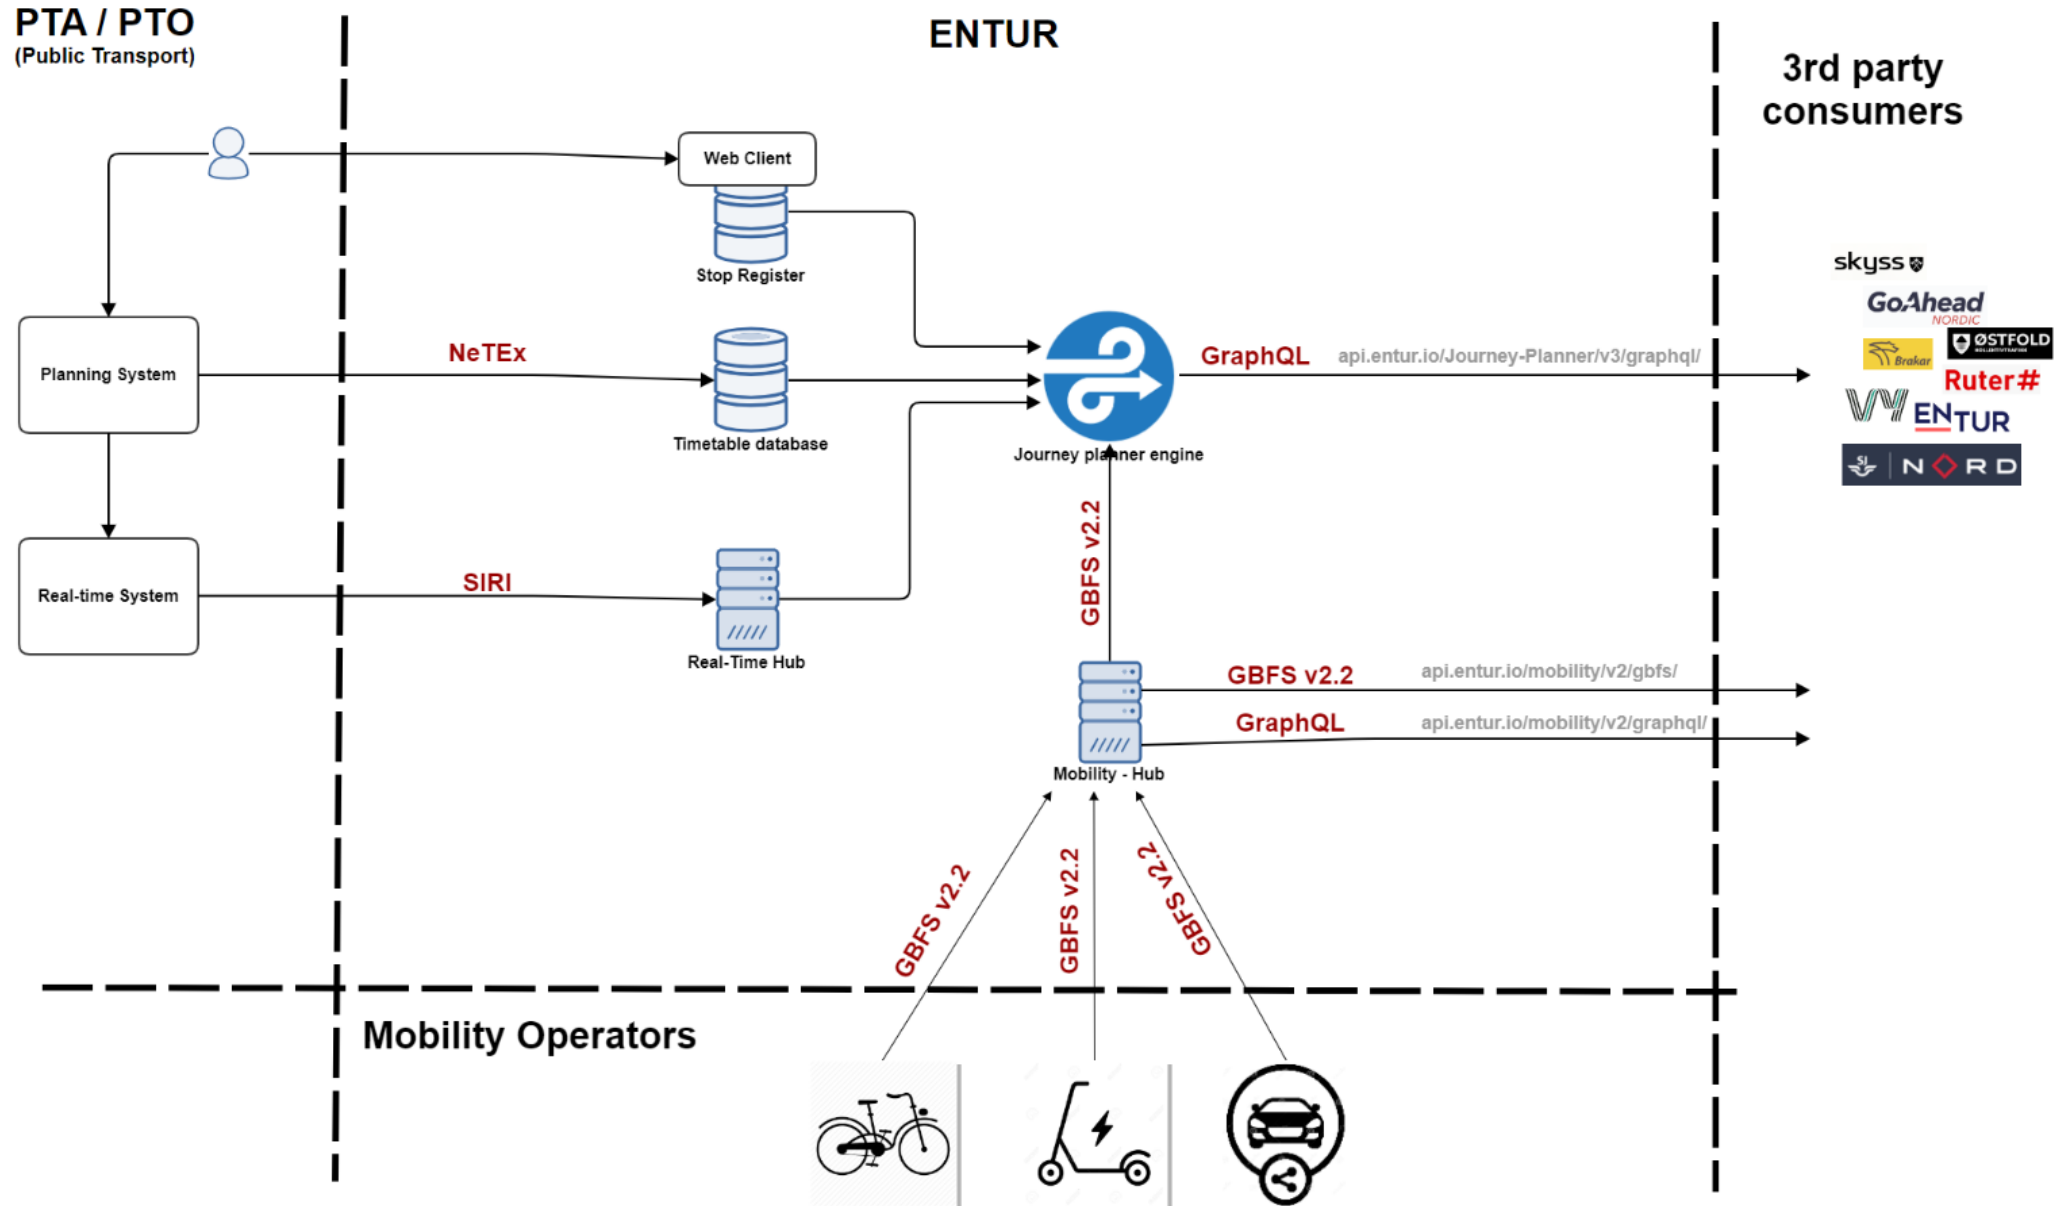 PTA / PTO
(Public Transport)
ENTUR
3rd party
consumers
Web Client
Stop Register
skyss
GoAhead
NORDIC
ØSTFOLD
Brakar
Ruter#
VY
ENTUR
SJ NORD
Planning System
NeTEx
Timetable database
Journey planner engine
GraphQL api.entur.io/Journey-Planner/v3/graphql/
GBFS v2.2
Real-time System
SIRI
Real-Time Hub
GBFS v2.2 api.entur.io/mobility/v2/gbfs/
GraphQL api.entur.io/mobility/v2/graphql/
Mobility - Hub
GBFS v2.2
GBFS v2.2
GBFS v2.2
Mobility Operators